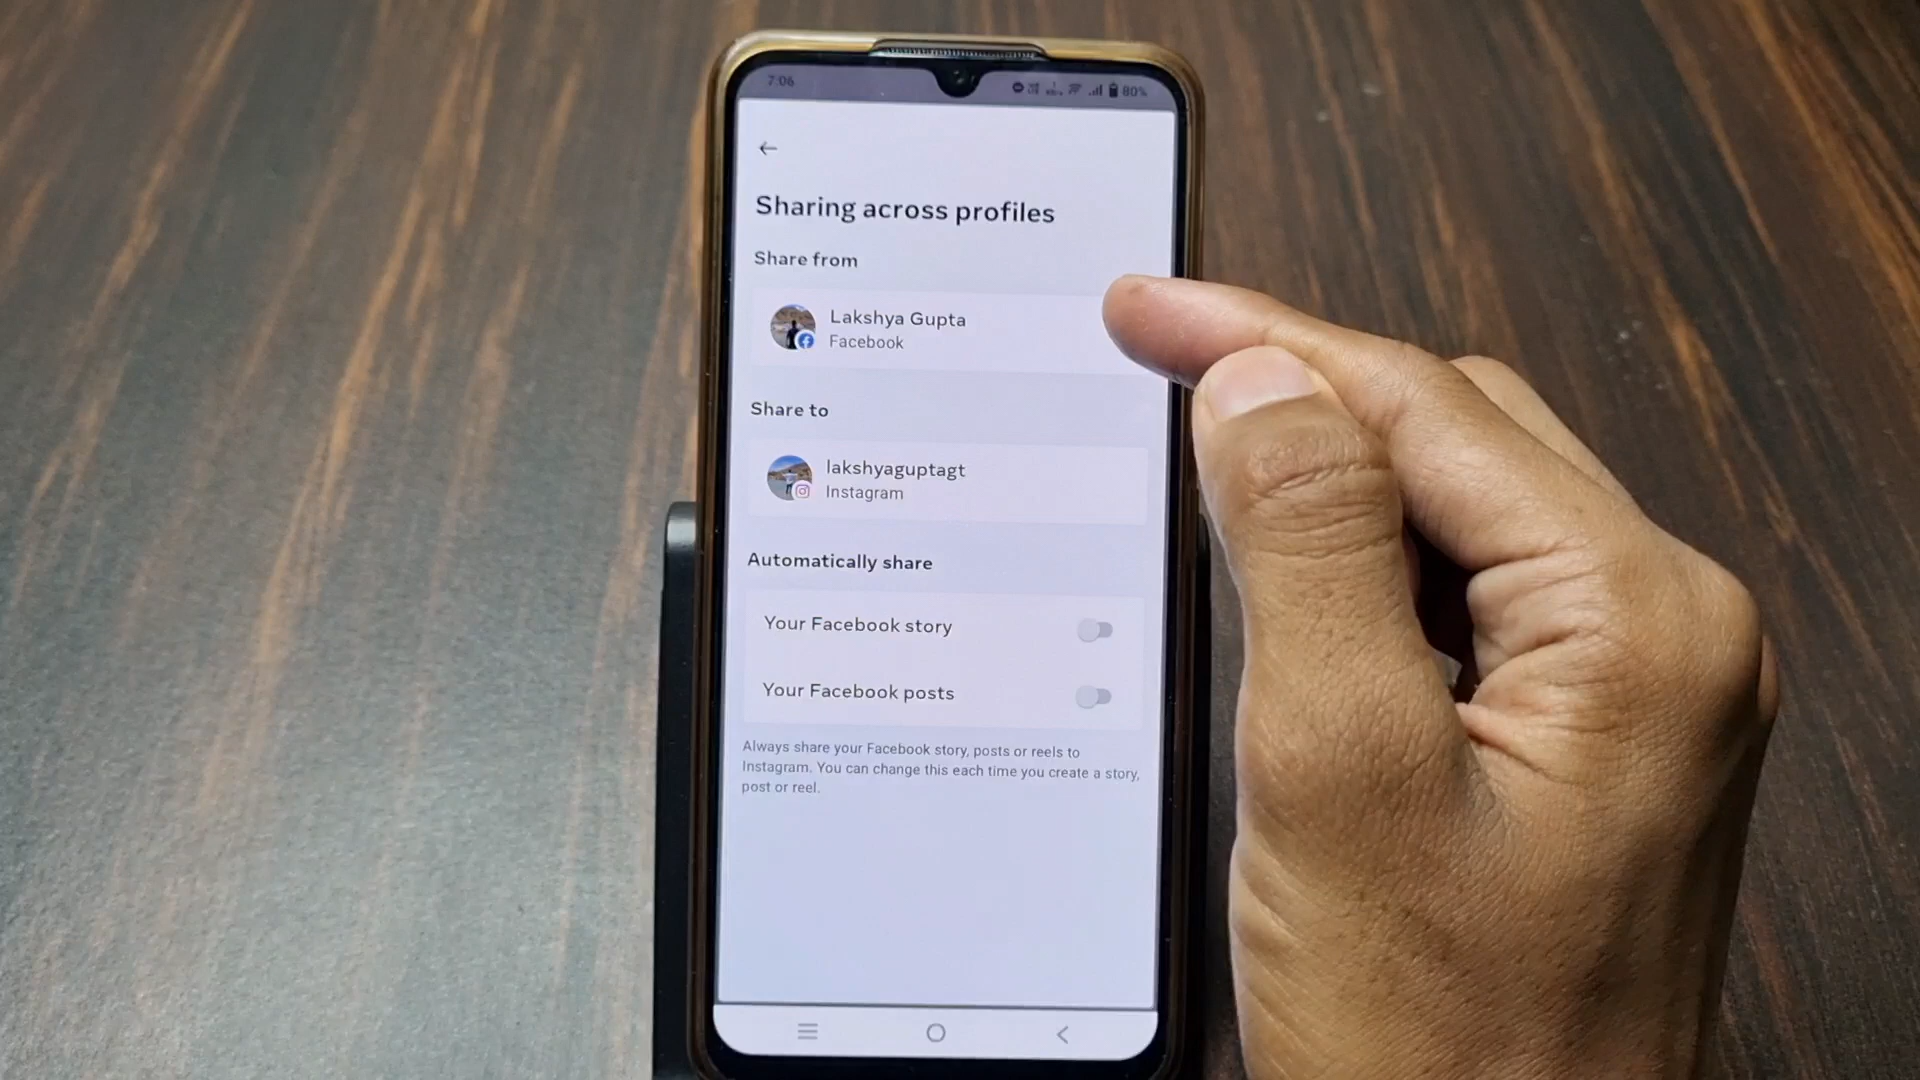 7:06
80%
Sharing across profiles
Share from
Lakshya Gupta
Facebook
Share to
lakshyaguptagt
Instagram
Automatically share
Your Facebook story
Your Facebook posts
Always share your Facebook story, posts or reels to
Instagram. You can change this each time you create a story,
post or reel.